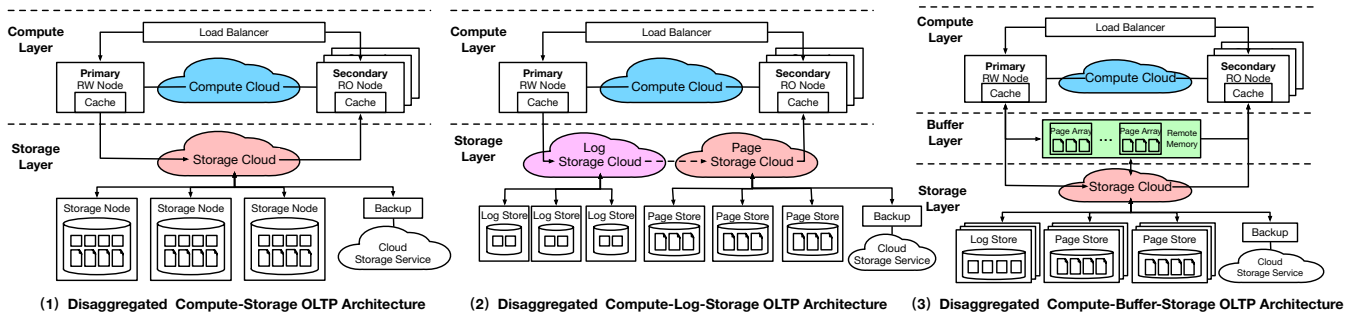 Compute
Layer
Load Balancer
Primary
RW Node
Cache
Compute Cloud
Secondary
RO Node
Cache
Storage
Layer
Storage Cloud
Storage Node
Storage Node
Storage Node
Backup
Cloud
Storage Service
(1) Disaggregated Compute-Storage OLTP Architecture
Compute
Layer
Load Balancer
Primary
RW Node
Cache
Compute Cloud
Secondary
RO Node
Cache
Storage
Layer
Log
Storage Cloud
Page
Storage Cloud
Log Store
Log Store
Log Store
Page Store
Page Store
Page Store
Backup
Cloud
Storage Service
(2) Disaggregated Compute-Log-Storage OLTP Architecture
Compute
Layer
Load Balancer
Primary
RW Node
Cache
Compute Cloud
Secondary
RO Node
Cache
Buffer
Layer
Page Array
...
Page Array
Remote
Memory
Storage
Layer
Storage Cloud
Log Store
Page Store
Page Store
Backup
Cloud
Storage Service
(3) Disaggregated Compute-Buffer-Storage OLTP Architecture